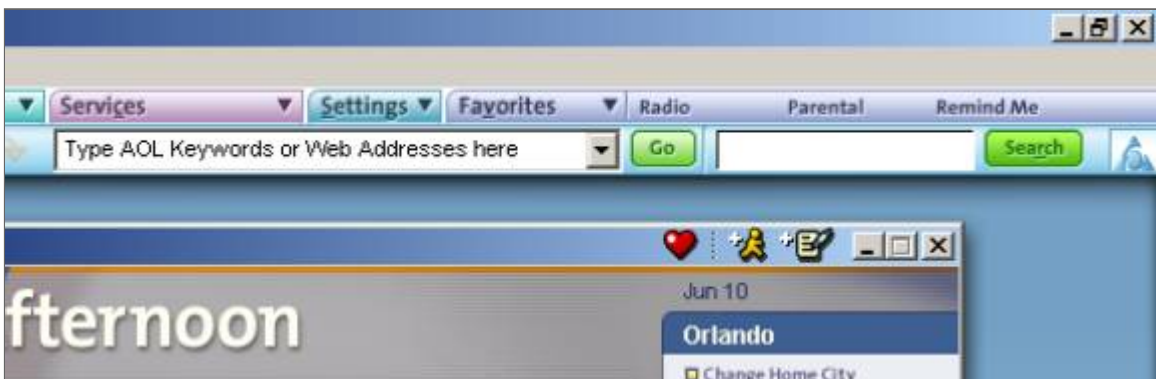 Services Settings Favorites Radio Parental Remind Me
Type AOL Keywords or Web Addresses here Go Search
Jun 10
fternoon
Orlando
Change Home City